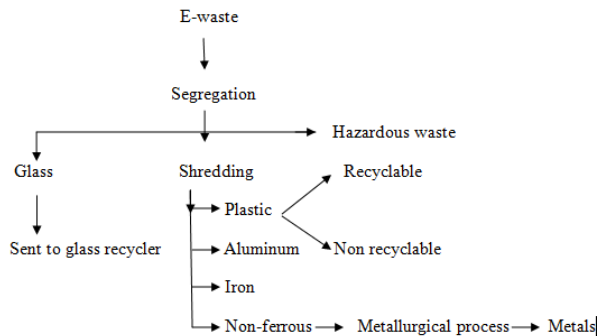 E-waste
Segregation
Hazardous waste
Glass
Shredding
Recyclable
Plastic
Sent to glass recycler
Aluminum
Non recyclable
Iron
Non-ferrous
Metallurgical process
Metals